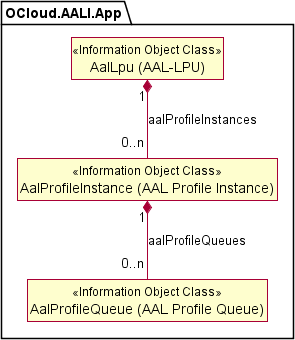 OCloud.AALI.App
«Information Object Class»
AalLpu (AAL-LPU)
1
aalProfileInstances
0..n
«Information Object Class»
AalProfileInstance (AAL Profile Instance)
1
aalProfileQueues
0..n
«Information Object Class»
AalProfileQueue (AAL Profile Queue)